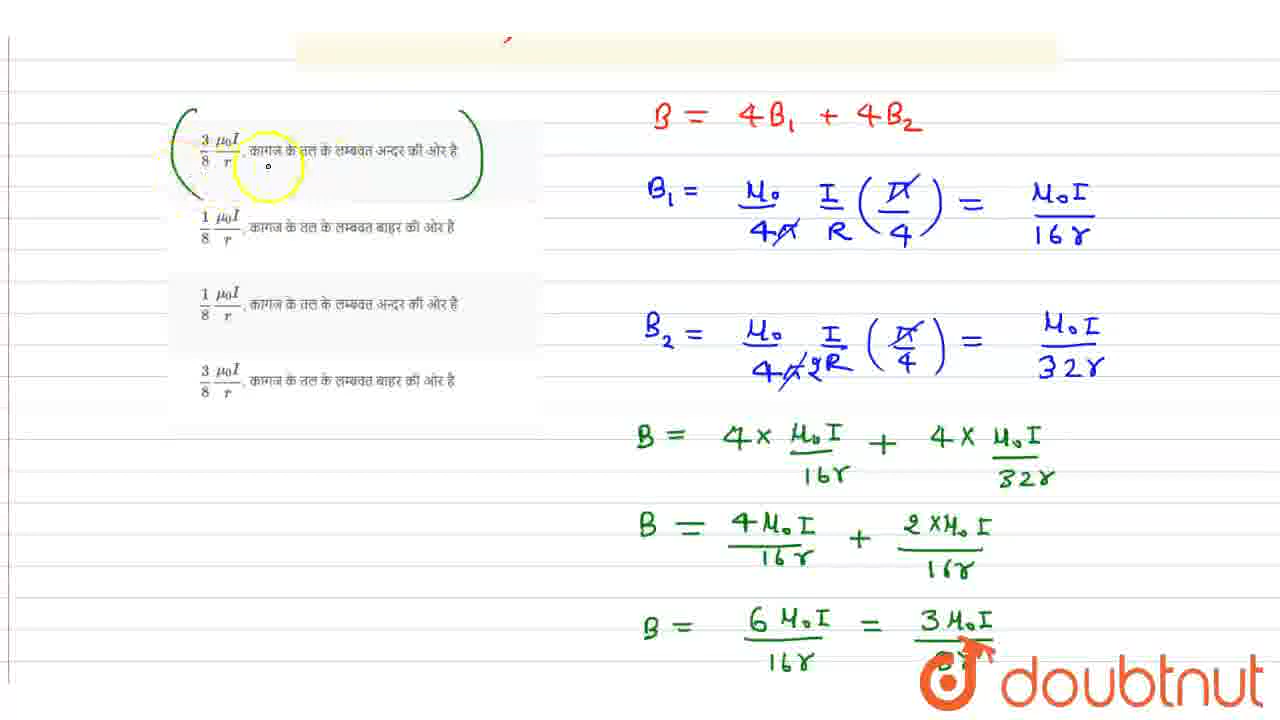 3/8 μ₀I/r, कागज के तल के लम्बवत अन्दर की ओर है
1/8 μ₀I/r, कागज के तल के लम्बवत बाहर की ओर है
1/8 μ₀I/r, कागज के तल के लम्बवत अन्दर की ओर है
3/8 μ₀I/r, कागज के तल के लम्बवत बाहर की ओर है
B = 4B₁ + 4B₂
B₁ = μ₀/4π I/R (π/4) = μ₀I/16r
B₂ = μ₀/4π I/2R (π/4) = μ₀I/32r
B = 4 × μ₀I/16r + 4 × μ₀I/32r
B = 4μ₀I/16r + 2×μ₀I/16r
B = 6μ₀I/16r = 3μ₀I/8r
doubtnut